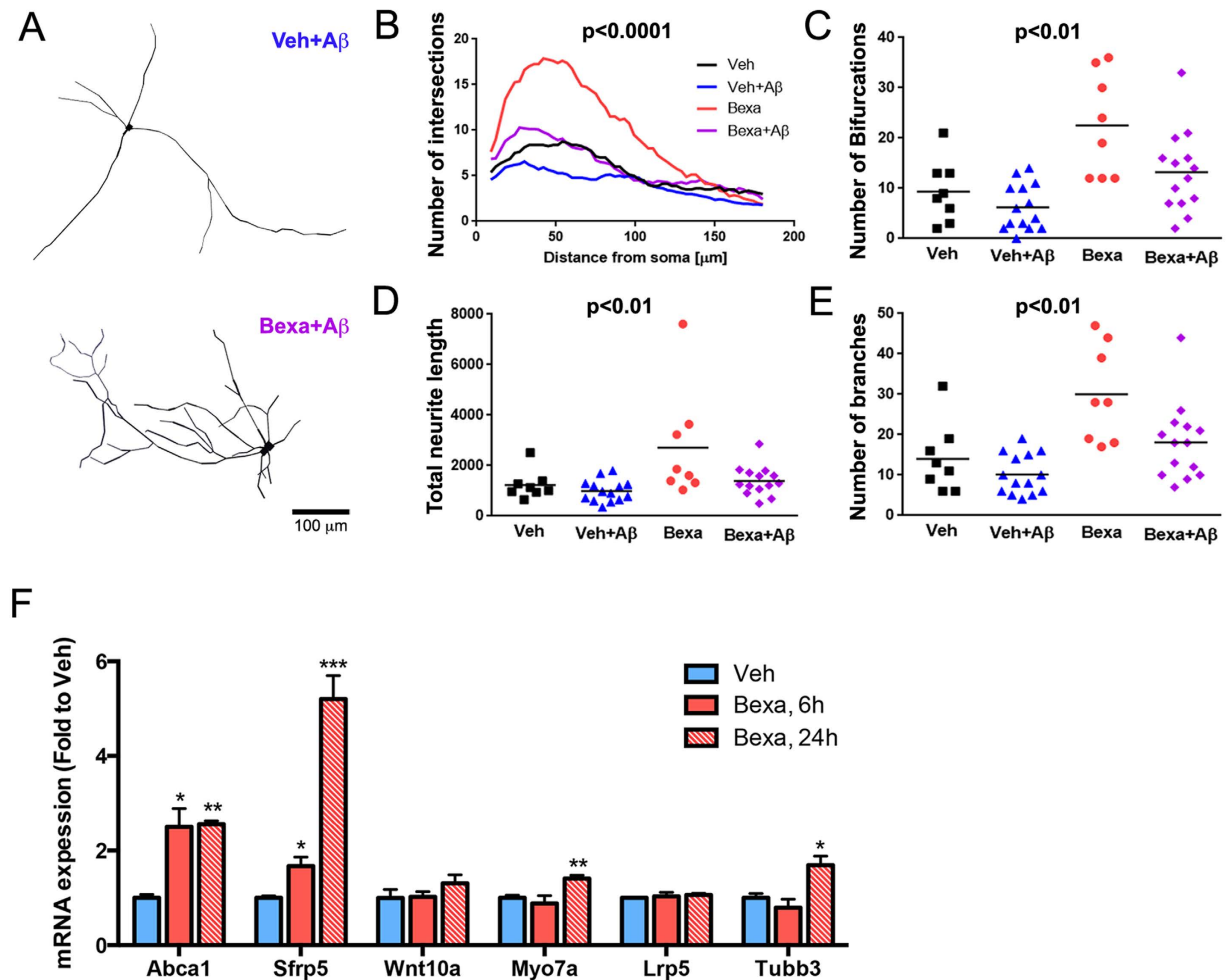 A
Veh+Aβ
Bexa+Aβ
100 μm
B
p<0.0001
Number of intersections
20
15
10
5
0
0
50
100
150
200
Distance from soma [μm]
Veh
Veh+Aβ
Bexa
Bexa+Aβ
C
p<0.01
Number of Bifurcations
40
30
20
10
0
Veh
Veh+Aβ
Bexa
Bexa+Aβ
D
p<0.01
Total neurite length
8000
6000
4000
2000
0
Veh
Veh+Aβ
Bexa
Bexa+Aβ
E
p<0.01
Number of branches
50
40
30
20
10
0
Veh
Veh+Aβ
Bexa
Bexa+Aβ
F
mRNA expession (Fold to Veh)
6
4
2
0
*
**
*
***
**
*
Veh
Bexa, 6h
Bexa, 24h
Abca1
Sfrp5
Wnt10a
Myo7a
Lrp5
Tubb3